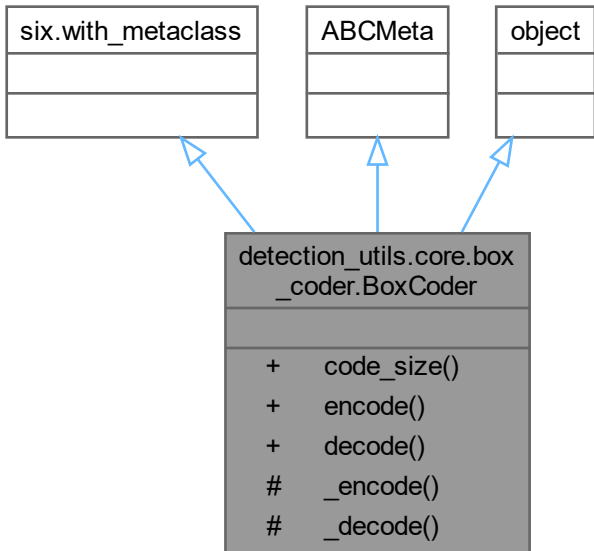 six.with_metaclass
ABCMeta
object
detection_utils.core.box
_coder.BoxCoder
+ code_size()
+ encode()
+ decode()
# _encode()
# _decode()